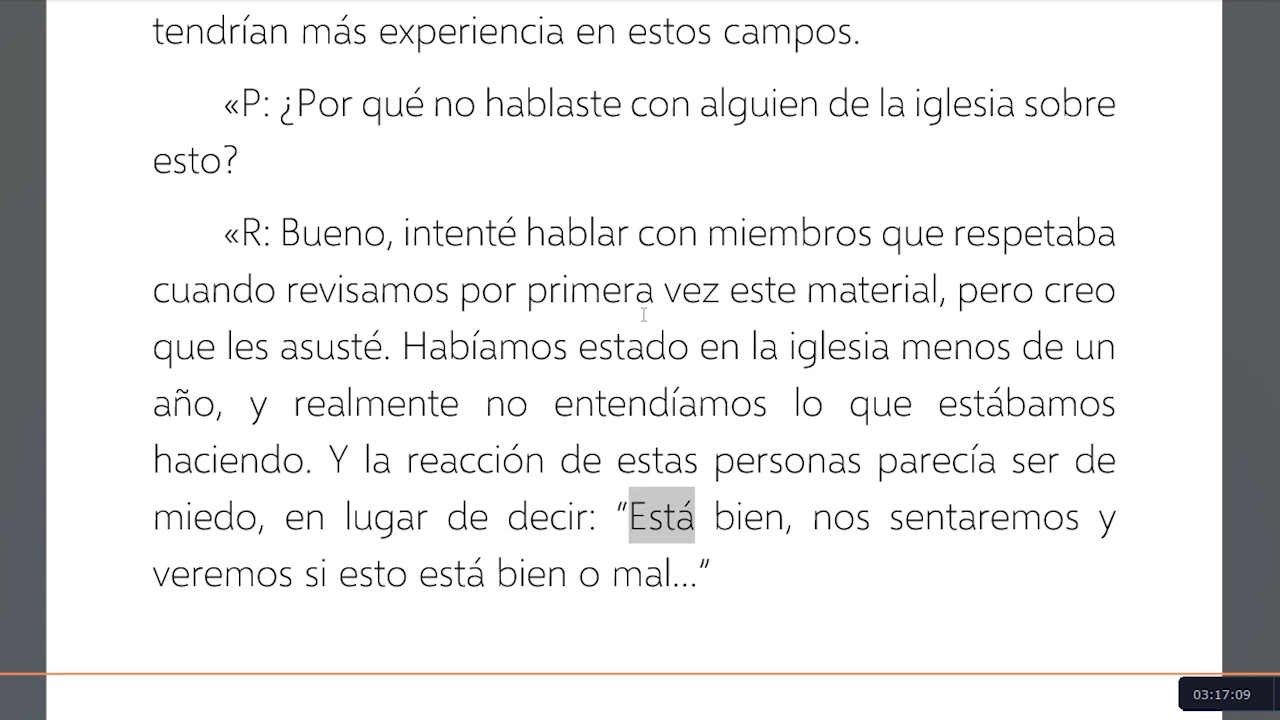 tendrían más experiencia en estos campos.
«P: ¿Por qué no hablaste con alguien de la iglesia sobre
esto?
«R: Bueno, intenté hablar con miembros que respetaba
cuando revisamos por primera vez este material, pero creo
que les asusté. Habíamos estado en la iglesia menos de un
año, y realmente no entendíamos lo que estábamos
haciendo. Y la reacción de estas personas parecía ser de
miedo, en lugar de decir: “Está bien, nos sentaremos y
veremos si esto está bien o mal...”
03:17:09